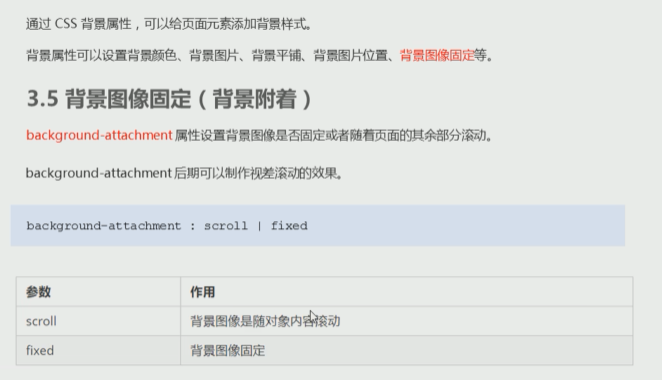 通过 CSS 背景属性，可以给页面元素添加背景样式。
背景属性可以设置背景颜色、背景图片、背景平铺、背景图片位置、背景图像固定等。
3.5 背景图像固定（背景附着）
background-attachment 属性设置背景图像是否固定或者随着页面的其余部分滚动。
background-attachment 后期可以制作视差滚动的效果。
background-attachment : scroll | fixed
参数 作用
scroll 背景图像是随对象内容滚动
fixed 背景图像固定